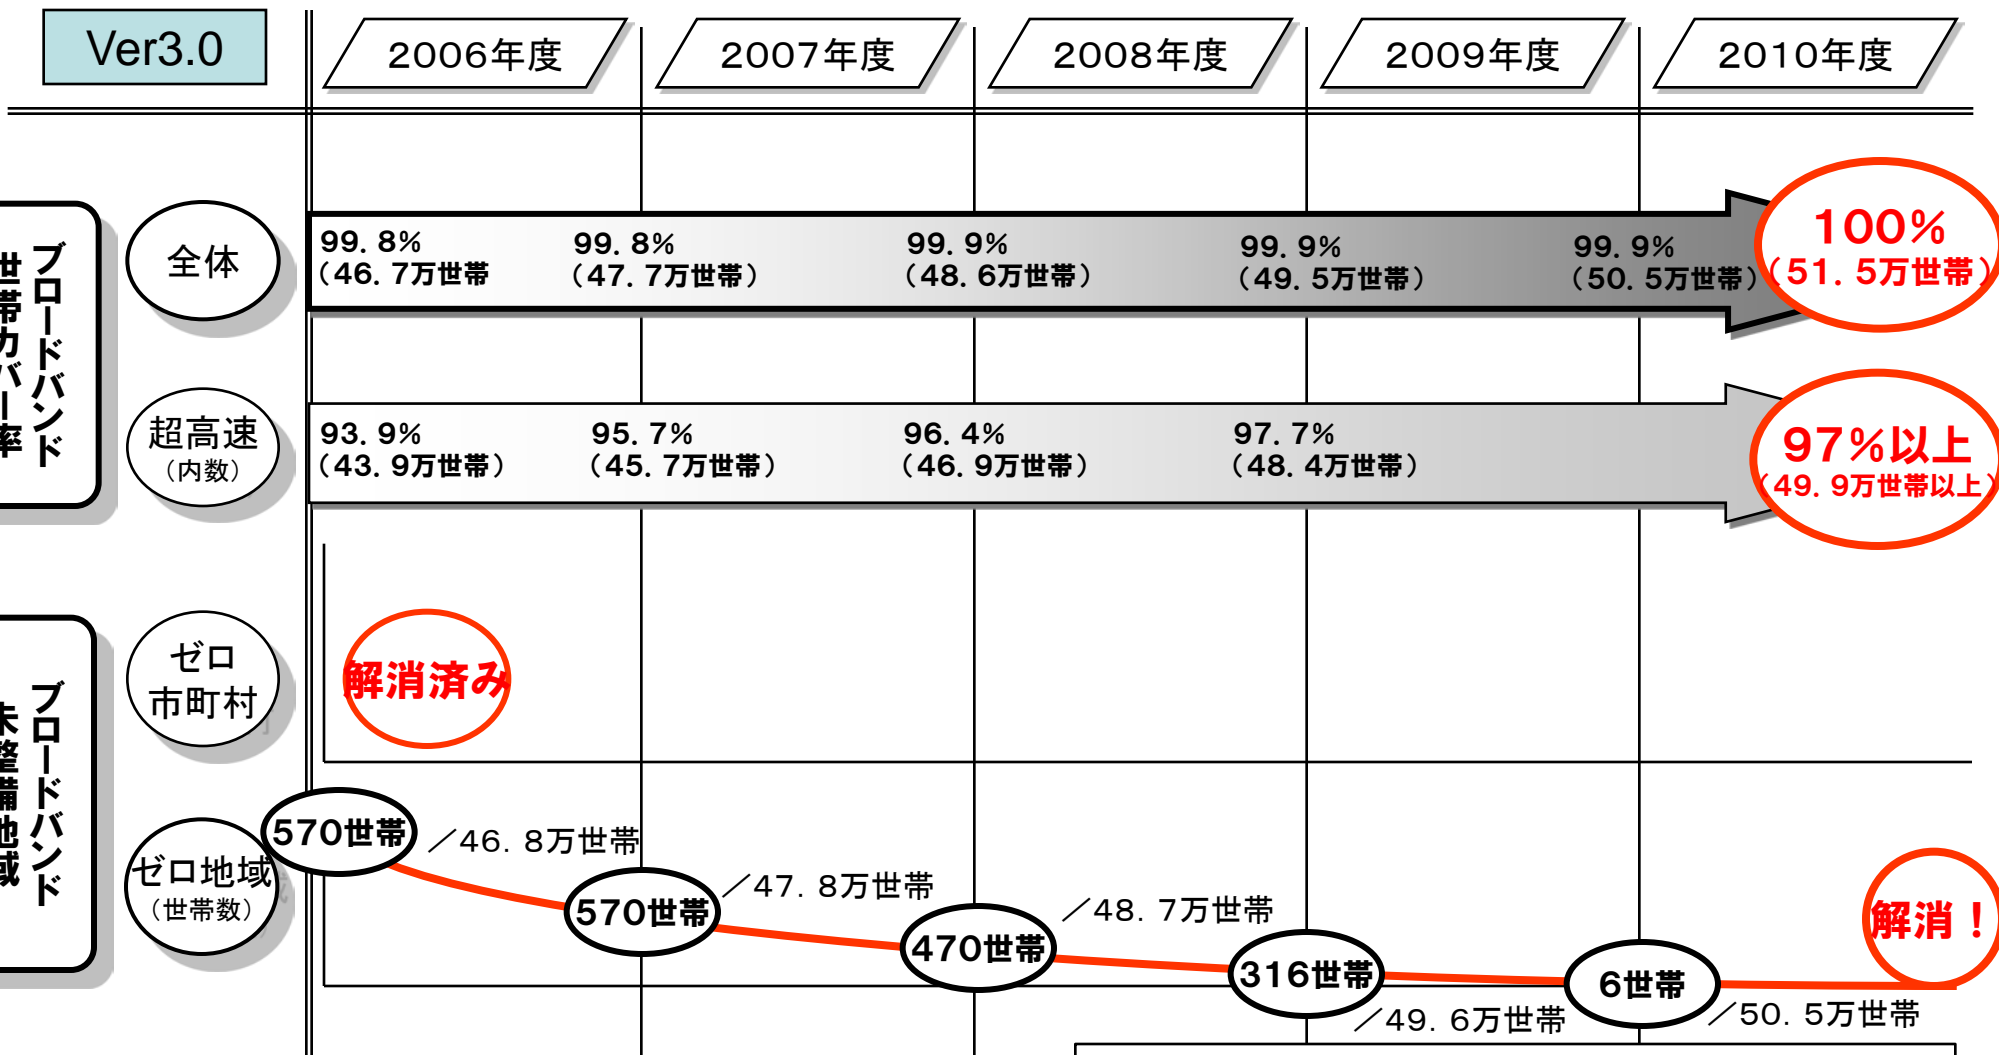 Ver3.0
2006年度
2007年度
2008年度
2009年度
2010年度
ブロードバンド
世帯カバー率
全体
99.8%
(46.7万世帯
99.8%
(47.7万世帯)
99.9%
(48.6万世帯)
99.9%
(49.5万世帯)
99.9%
(50.5万世帯)
100%
(51.5万世帯)
超高速
(内数)
93.9%
(43.9万世帯)
95.7%
(45.7万世帯)
96.4%
(46.9万世帯)
97.7%
(48.4万世帯)
97%以上
(49.9万世帯以上)
ブロードバンド
未整備地域
ゼロ
市町村
解消済み
ゼロ地域
(世帯数)
570世帯
/46.8万世帯
570世帯
/47.8万世帯
470世帯
/48.7万世帯
316世帯
/49.6万世帯
6世帯
/50.5万世帯
解消!